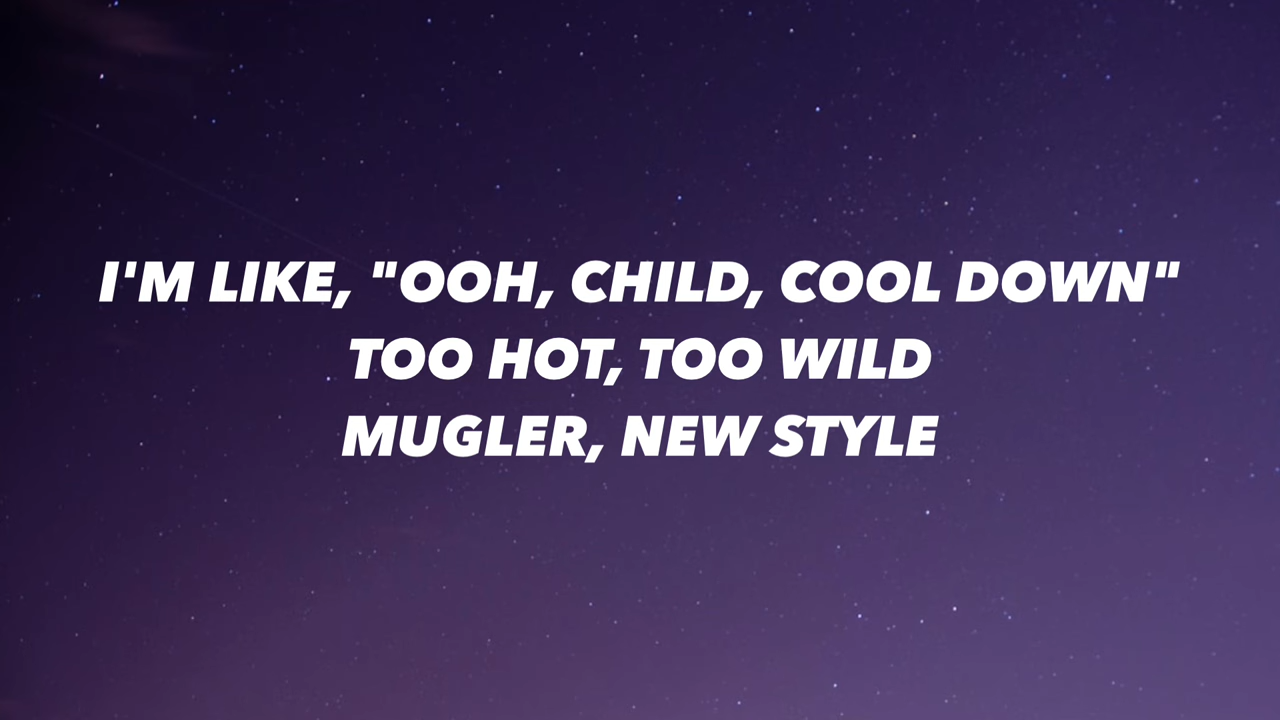 I'M LIKE, "OOH, CHILD, COOL DOWN"
TOO HOT, TOO WILD
MUGLER, NEW STYLE